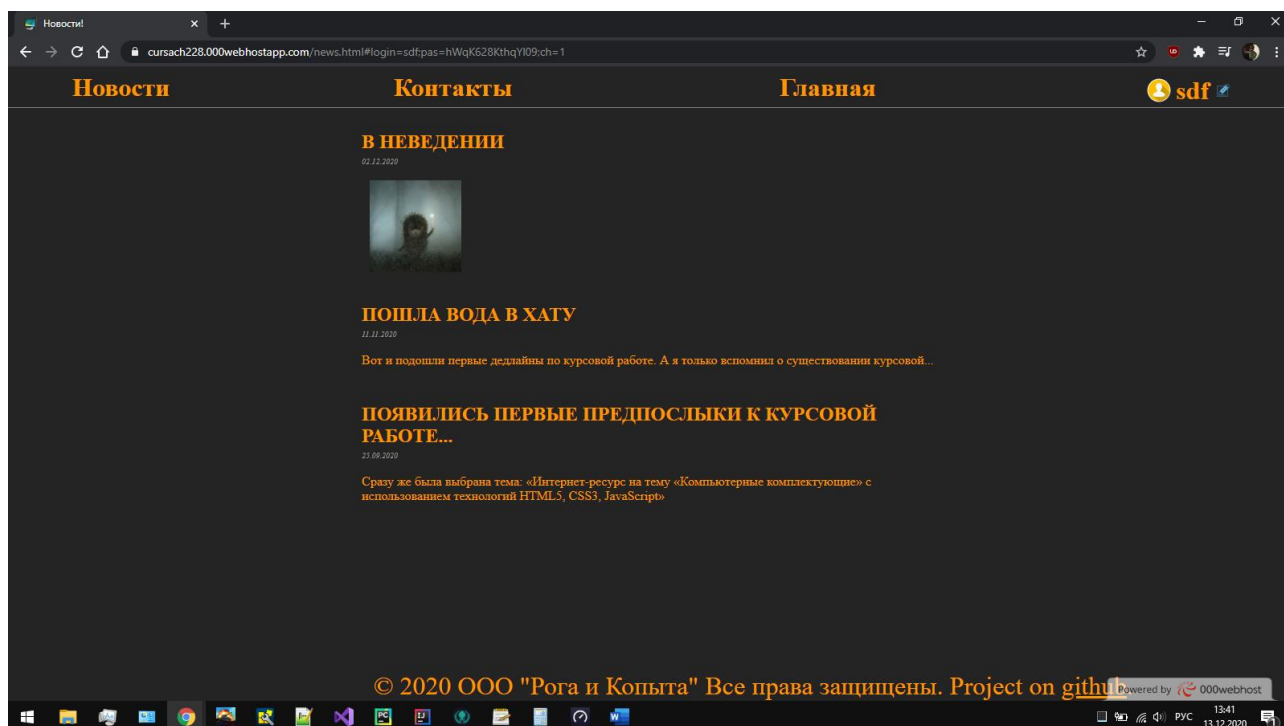 Новости!
cursach228.000webhostapp.com/news.html#login=sdf;pas=hWqK628KthqYl09;ch=1
Новости Контакты Главная sdf
В НЕВЕДЕНИИ
02.12.2020
ПОШЛА ВОДА В ХАТУ
11.11.2020
Вот и подошли первые дедлайны по курсовой работе. А я только вспомнил о существовании курсовой...
ПОЯВИЛИСЬ ПЕРВЫЕ ПРЕДПОСЛЫКИ К КУРСОВОЙ
РАБОТЕ...
25.09.2020
Сразу же была выбрана тема: «Интернет-ресурс на тему «Компьютерные комплектующие» с
использованием технологий HTML5, CSS3, JavaScript»
© 2020 ООО "Рога и Копыта" Все права защищены. Project on github
Powered by 000webhost
РУС
13:41
13.12.2020